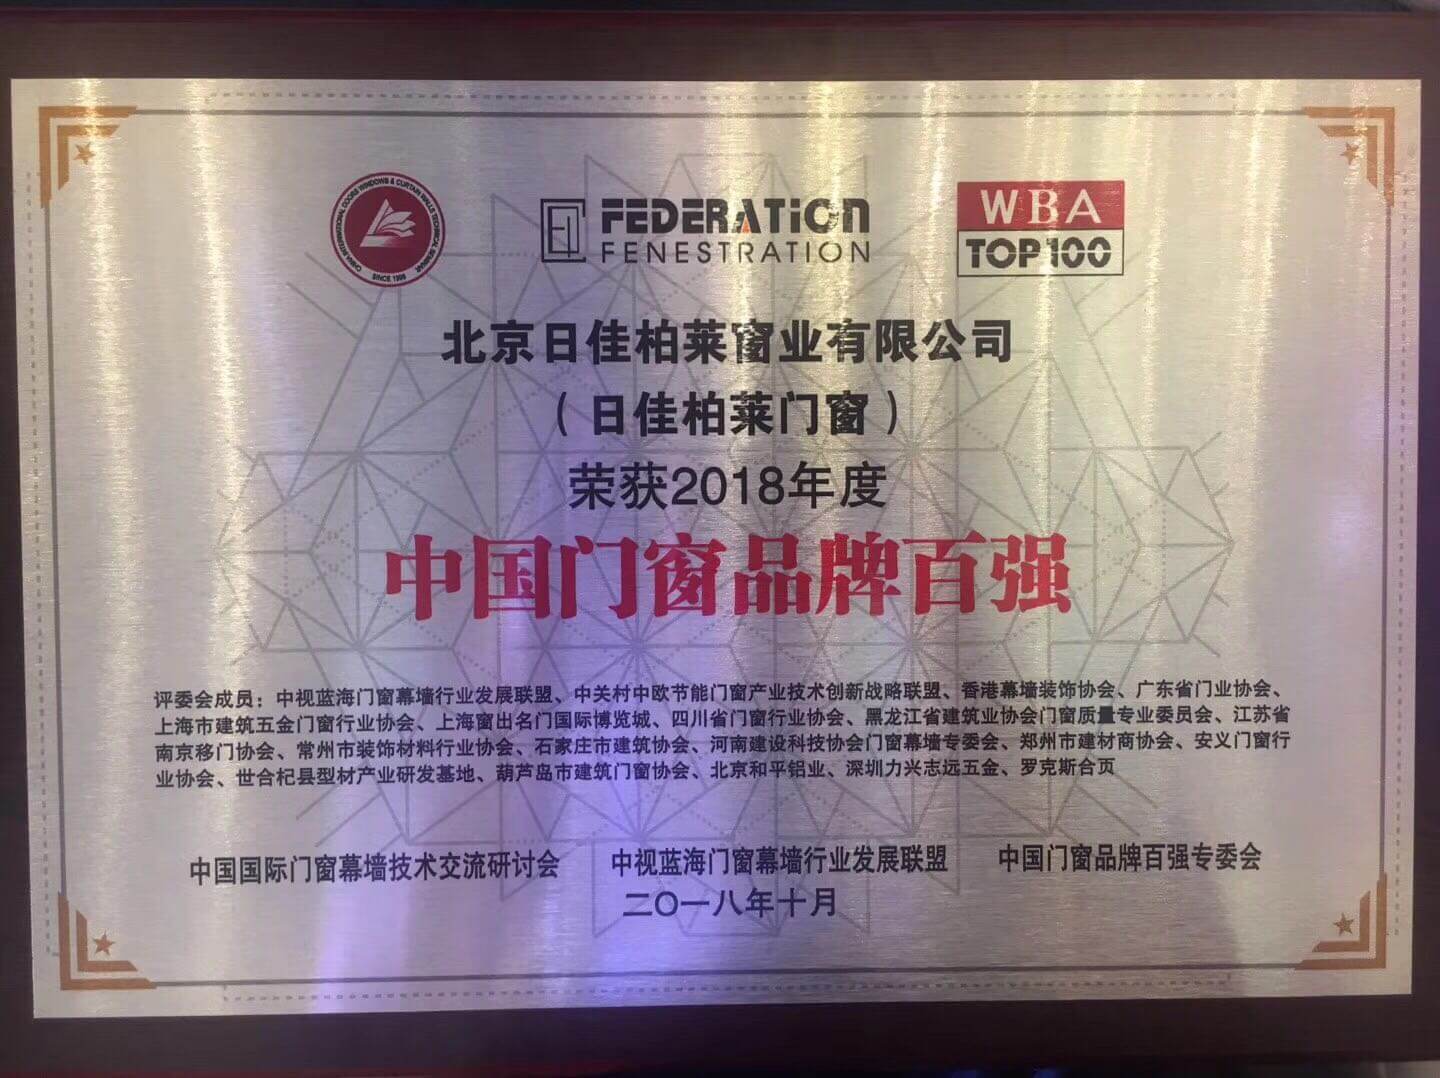 CHINA INTERNATIONAL DOORS WINDOWS & CURTAIN WALLS TECHNICAL SEMINAR
SINCE 1998
FEDERATION
FENESTRATION
WBA
TOP 100
北京日佳柏莱窗业有限公司
（日佳柏莱门窗）
荣获2018年度
中国门窗品牌百强
评委会成员：中视蓝海门窗幕墙行业发展联盟、中关村中欧节能门窗产业技术创新战略联盟、香港幕墙装饰协会、广东省门业协会、
上海市建筑五金门窗行业协会、上海窗出名门国际博览城、四川省门窗行业协会、黑龙江省建筑业协会门窗质量专业委员会、江苏省
南京移门协会、常州市装饰材料行业协会、石家庄市建筑协会、河南建设科技协会门窗幕墙专委会、郑州市建材商协会、安义门窗行
业协会、世合杞县型材产业研发基地、葫芦岛市建筑门窗协会、北京和平铝业、深圳力兴志远五金、罗克斯合页
中国国际门窗幕墙技术交流研讨会 中视蓝海门窗幕墙行业发展联盟 中国门窗品牌百强专委会
二〇一八年十月